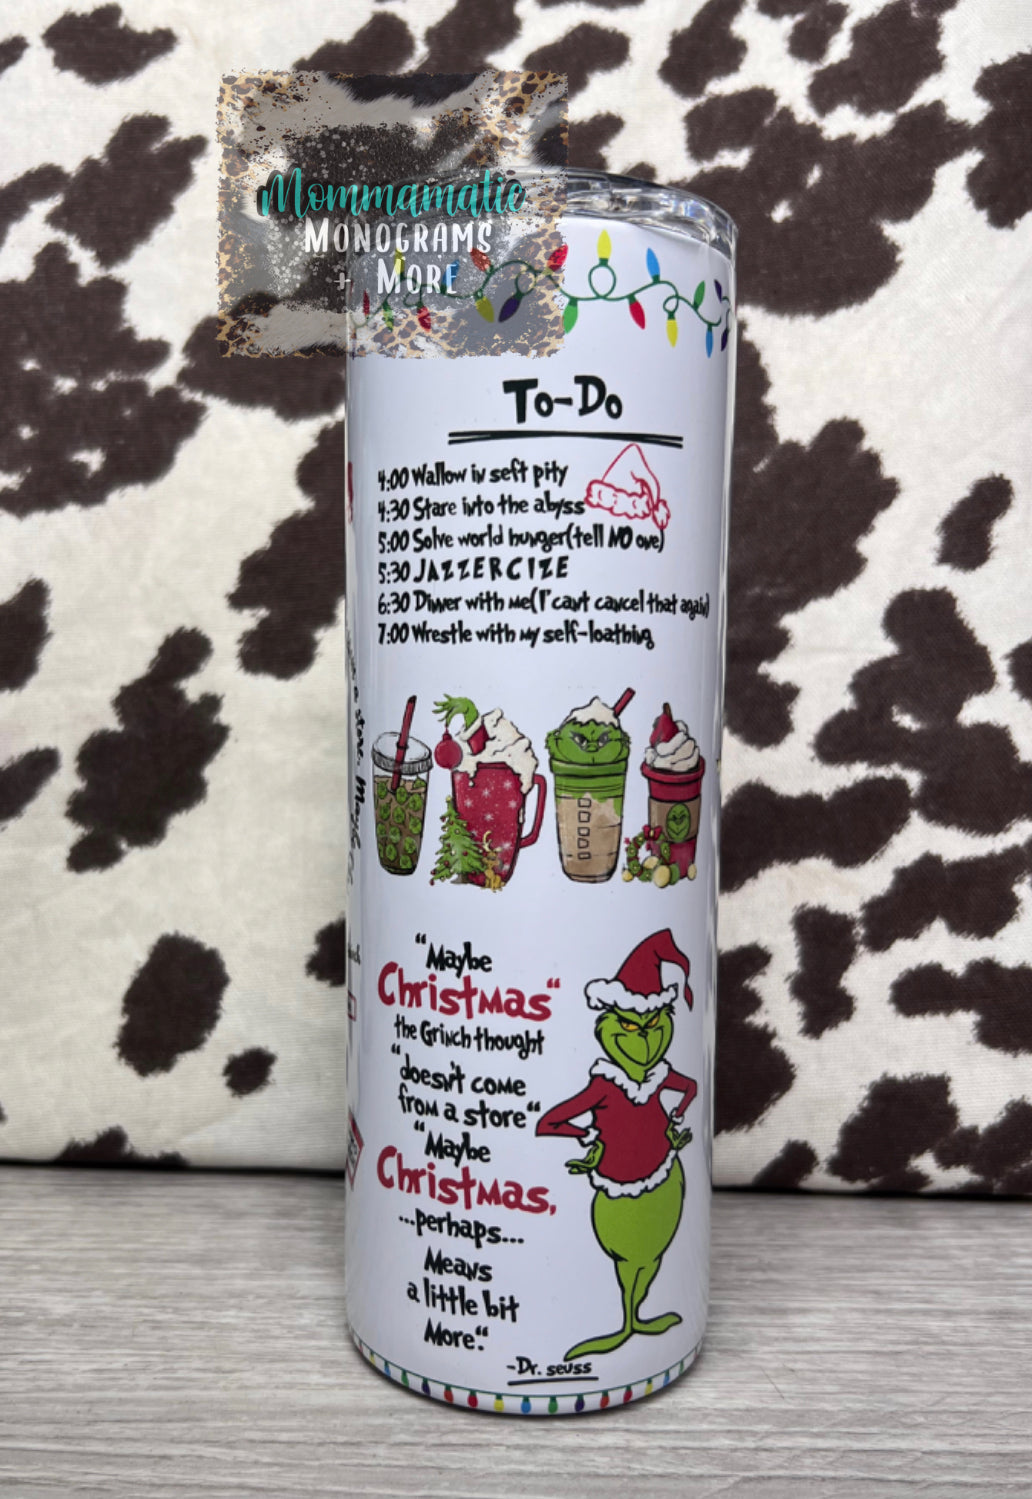 Mommamatie
MONOGRAMS
+ MORE
To-Do
4:00 Wallow in seft pity
4:30 Stare into the abyss
5:00 Solve world hunger(tell NO one)
5:30 JAZZERCIZE
6:30 Dinner with me(I'cant cancel that again)
7:00 Wrestle with my self-loathing
"Maybe
Christmas"
the Grinch thought
"doesn't come
from a store"
"Maybe
Christmas,
...perhaps...
Means
a little bit
More."
-Dr. seuss